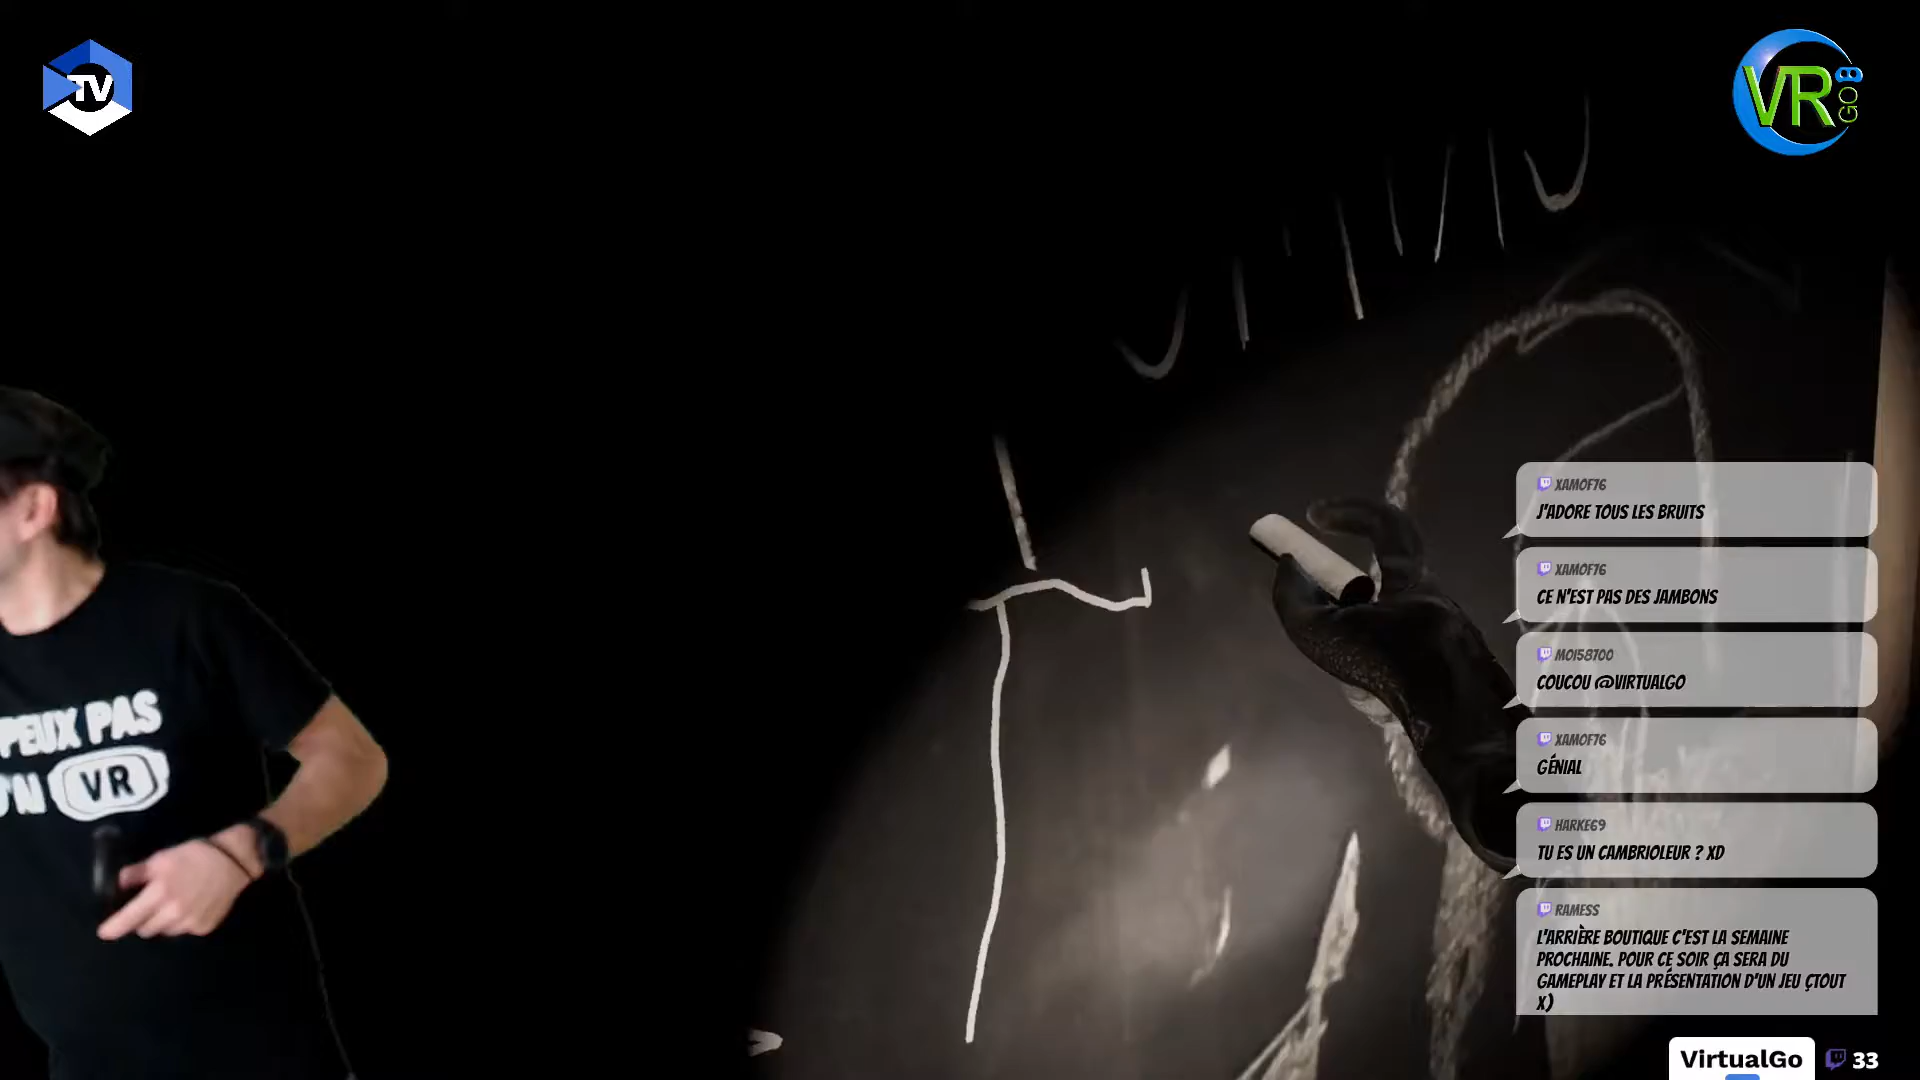 TV
VR
GO
PEUX PAS
J'N VR
XAMOF76
J'ADORE TOUS LES BRUITS
XAMOF76
CE N'EST PAS DES JAMBONS
MOI58700
COUCOU @VIRTUALGO
XAMOF76
GÉNIAL
HARKE69
TU ES UN CAMBRIOLEUR ? XD
RAMESS
L'ARRIÈRE BOUTIQUE C'EST LA SEMAINE
PROCHAINE. POUR CE SOIR ÇA SERA DU
GAMEPLAY ET LA PRÉSENTATION D'UN JEU ÇTOUT
X)
VirtualGo
33